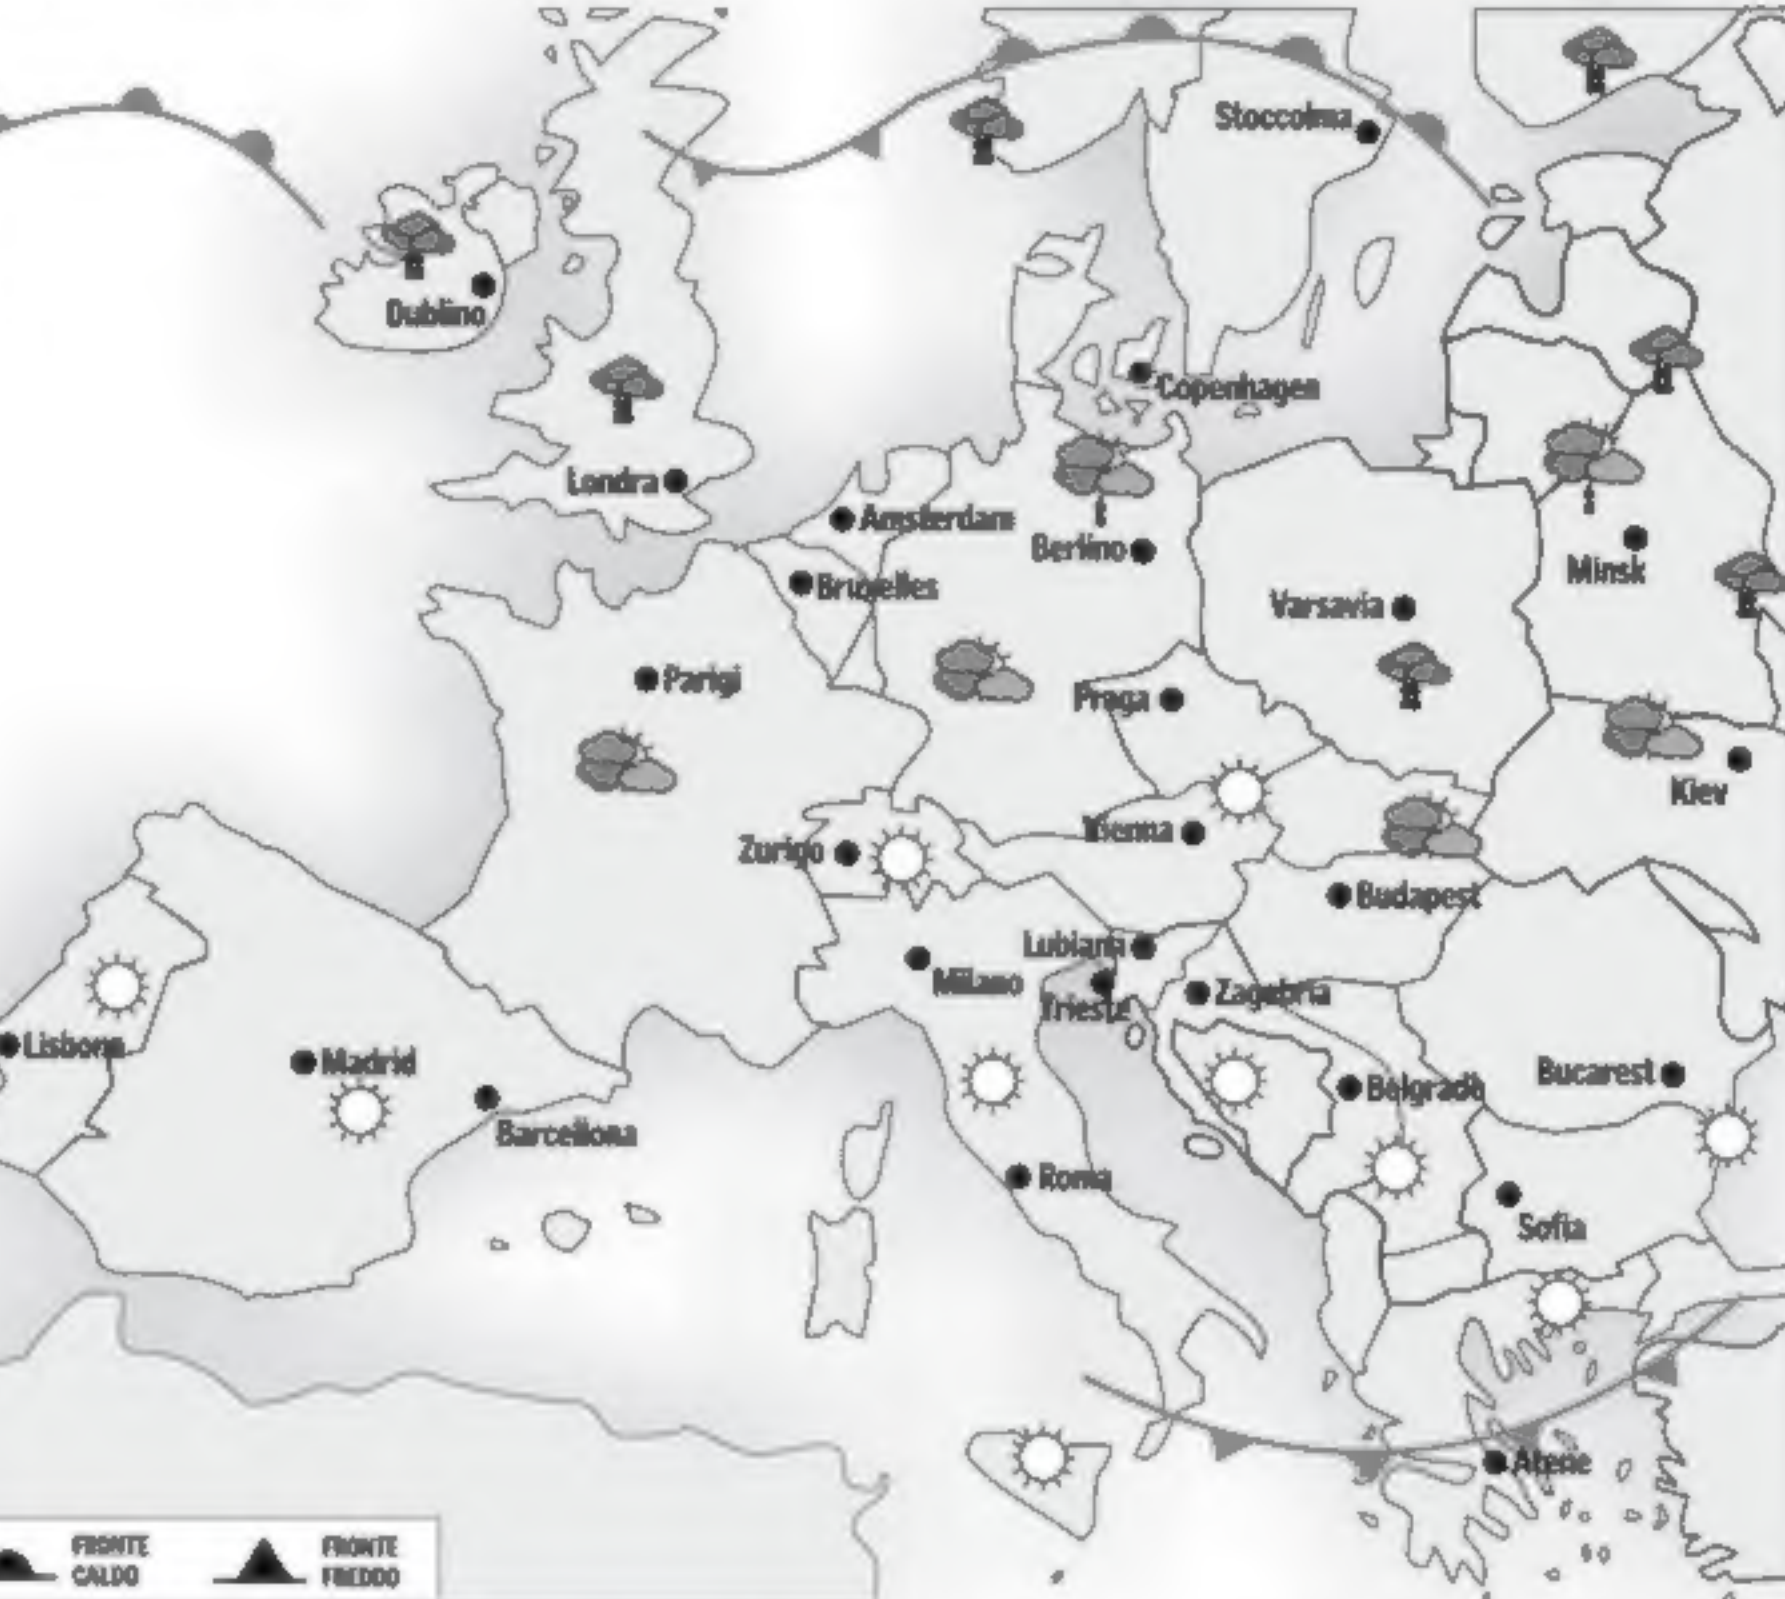 Stoccolma
Dublino
Copenhagen
Londra
Amsterdam
Berlino
Bruxelles
Minsk
Varsavia
Parigi
Praga
Kiev
Vienna
Zurigo
Budapest
Lubiana
Milano
Trieste
Zagabria
Lisbona
Madrid
Belgrado
Bucarest
Barcellona
Roma
Sofia
Atene
FRONTE
CALDO
FRONTE
FREDDO